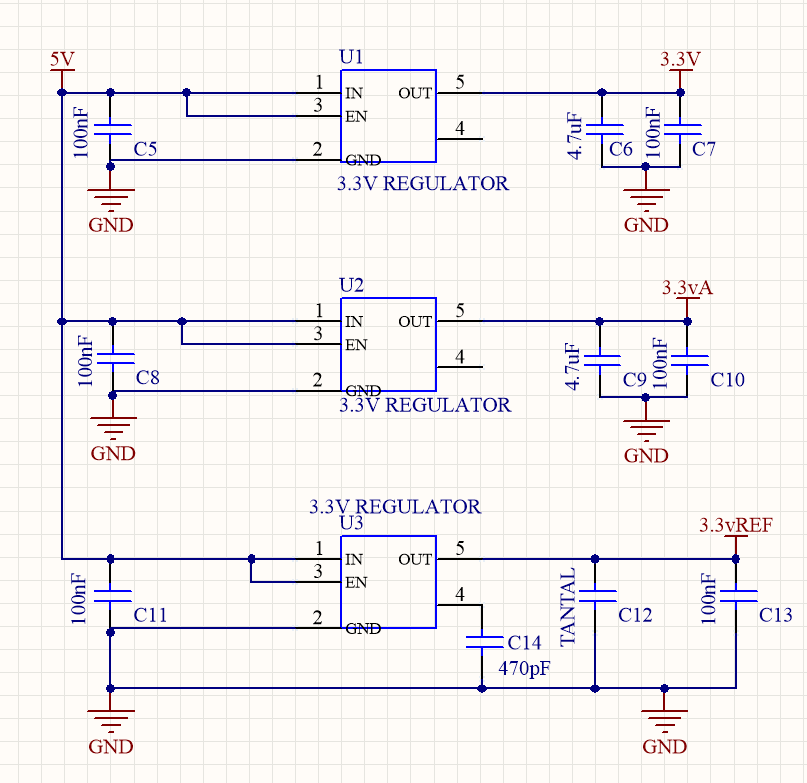 5V
U1
3.3V
1 IN OUT 5
3 EN
100nF
C5
4
4.7uF
C6
100nF
C7
2 GND
3.3V REGULATOR
GND
GND
U2
3.3vA
1 IN OUT 5
3 EN
100nF
C8
4
4.7uF
C9
100nF
C10
2 GND
3.3V REGULATOR
GND
GND
3.3V REGULATOR
U3
3.3vREF
1 IN OUT 5
3 EN
100nF
C11
4
TANTAL
C12
100nF
C13
2 GND
C14
470pF
GND
GND